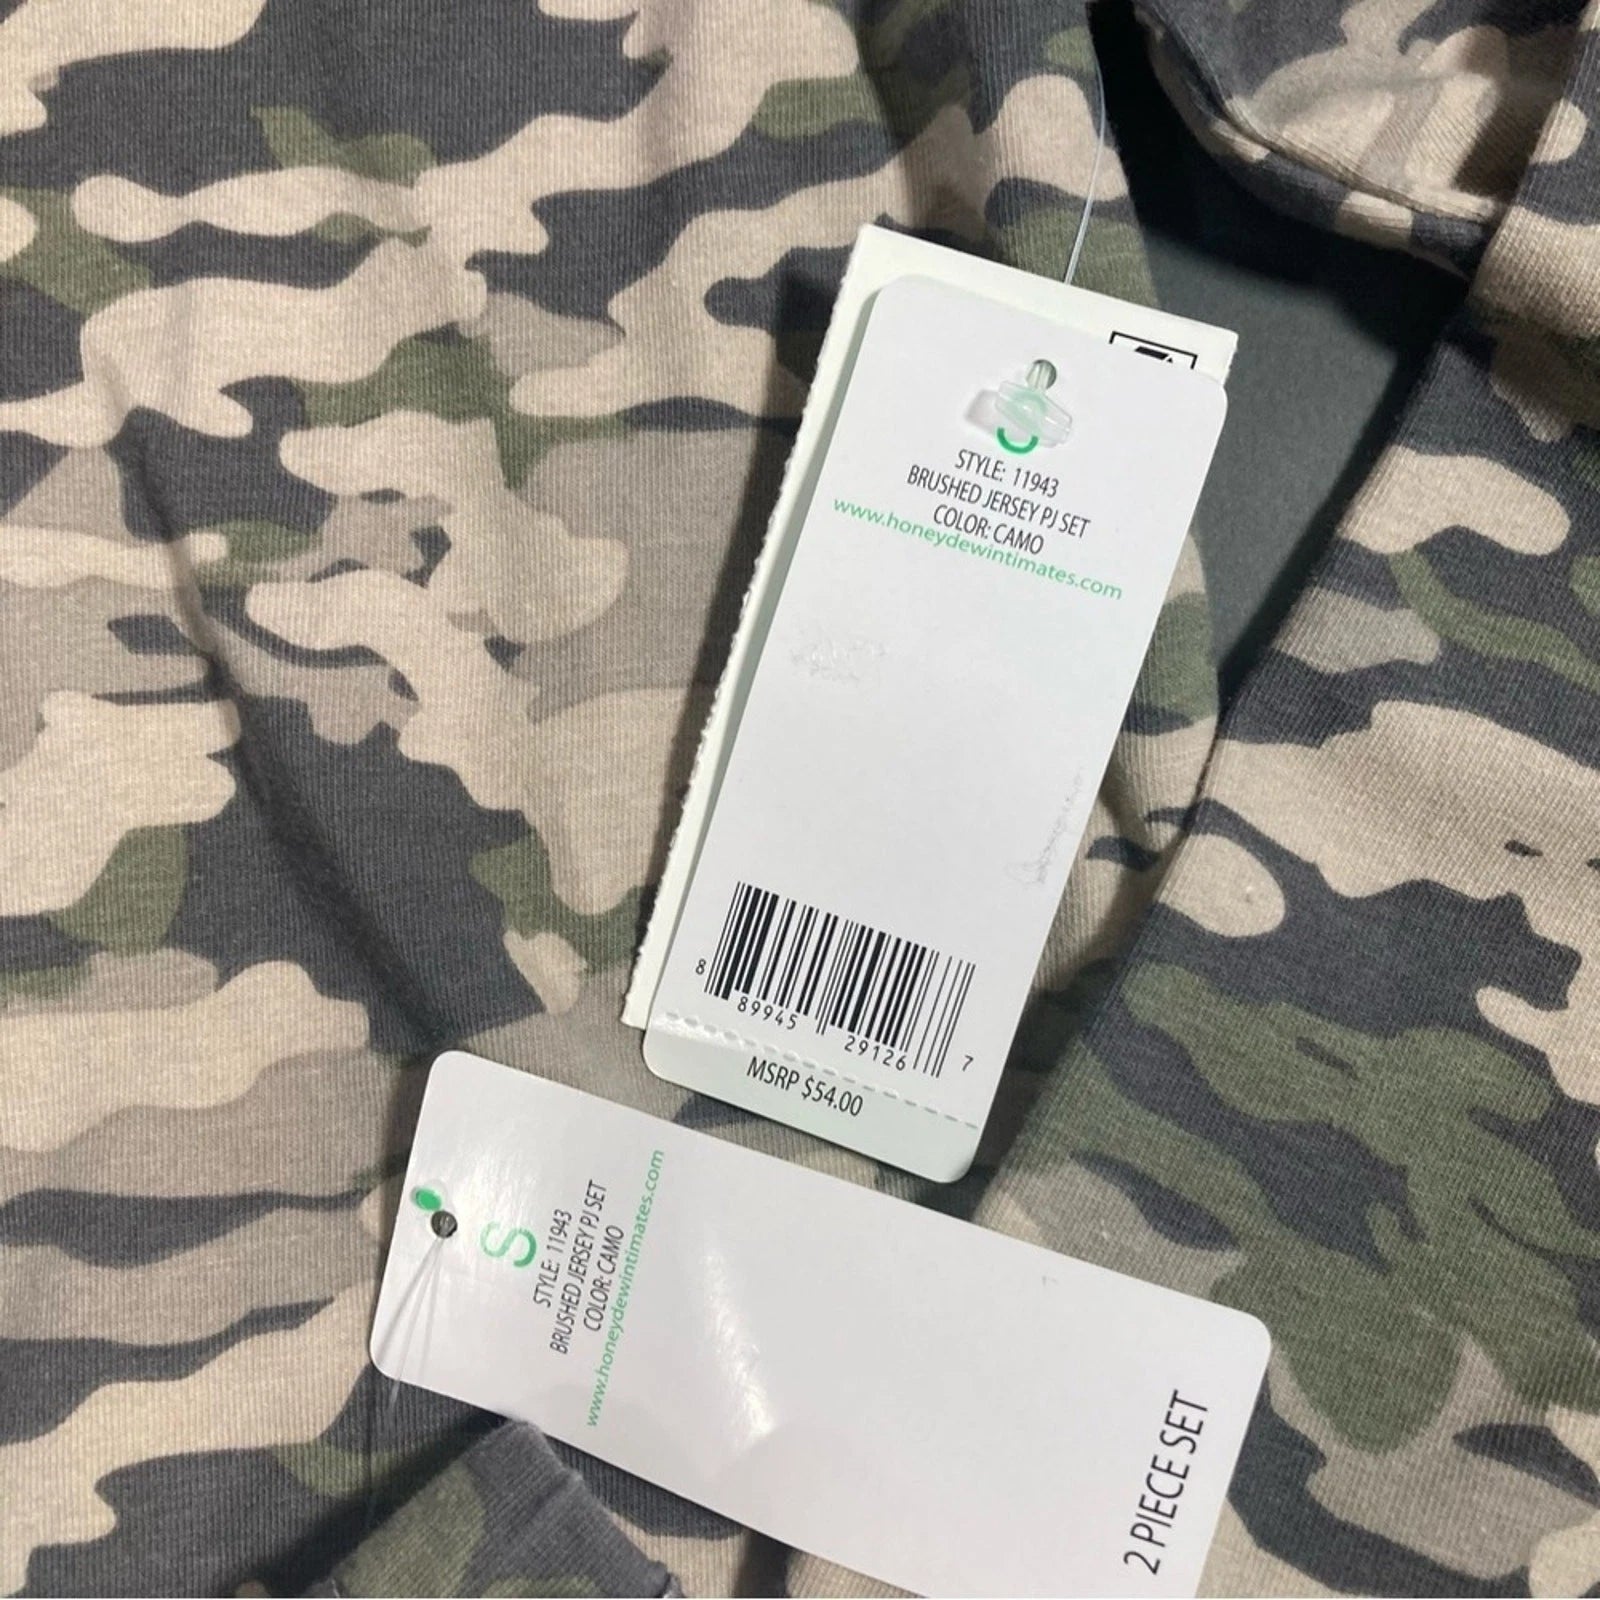 STYLE: 11943
BRUSHED JERSEY PJ SET
COLOR: CAMO
www.honeydewintimates.com
8 89945 29126 7
MSRP $54.00
S
STYLE: 11943
BRUSHED JERSEY PJ SET
COLOR: CAMO
www.honeydewintimates.com
2 PIECE SET